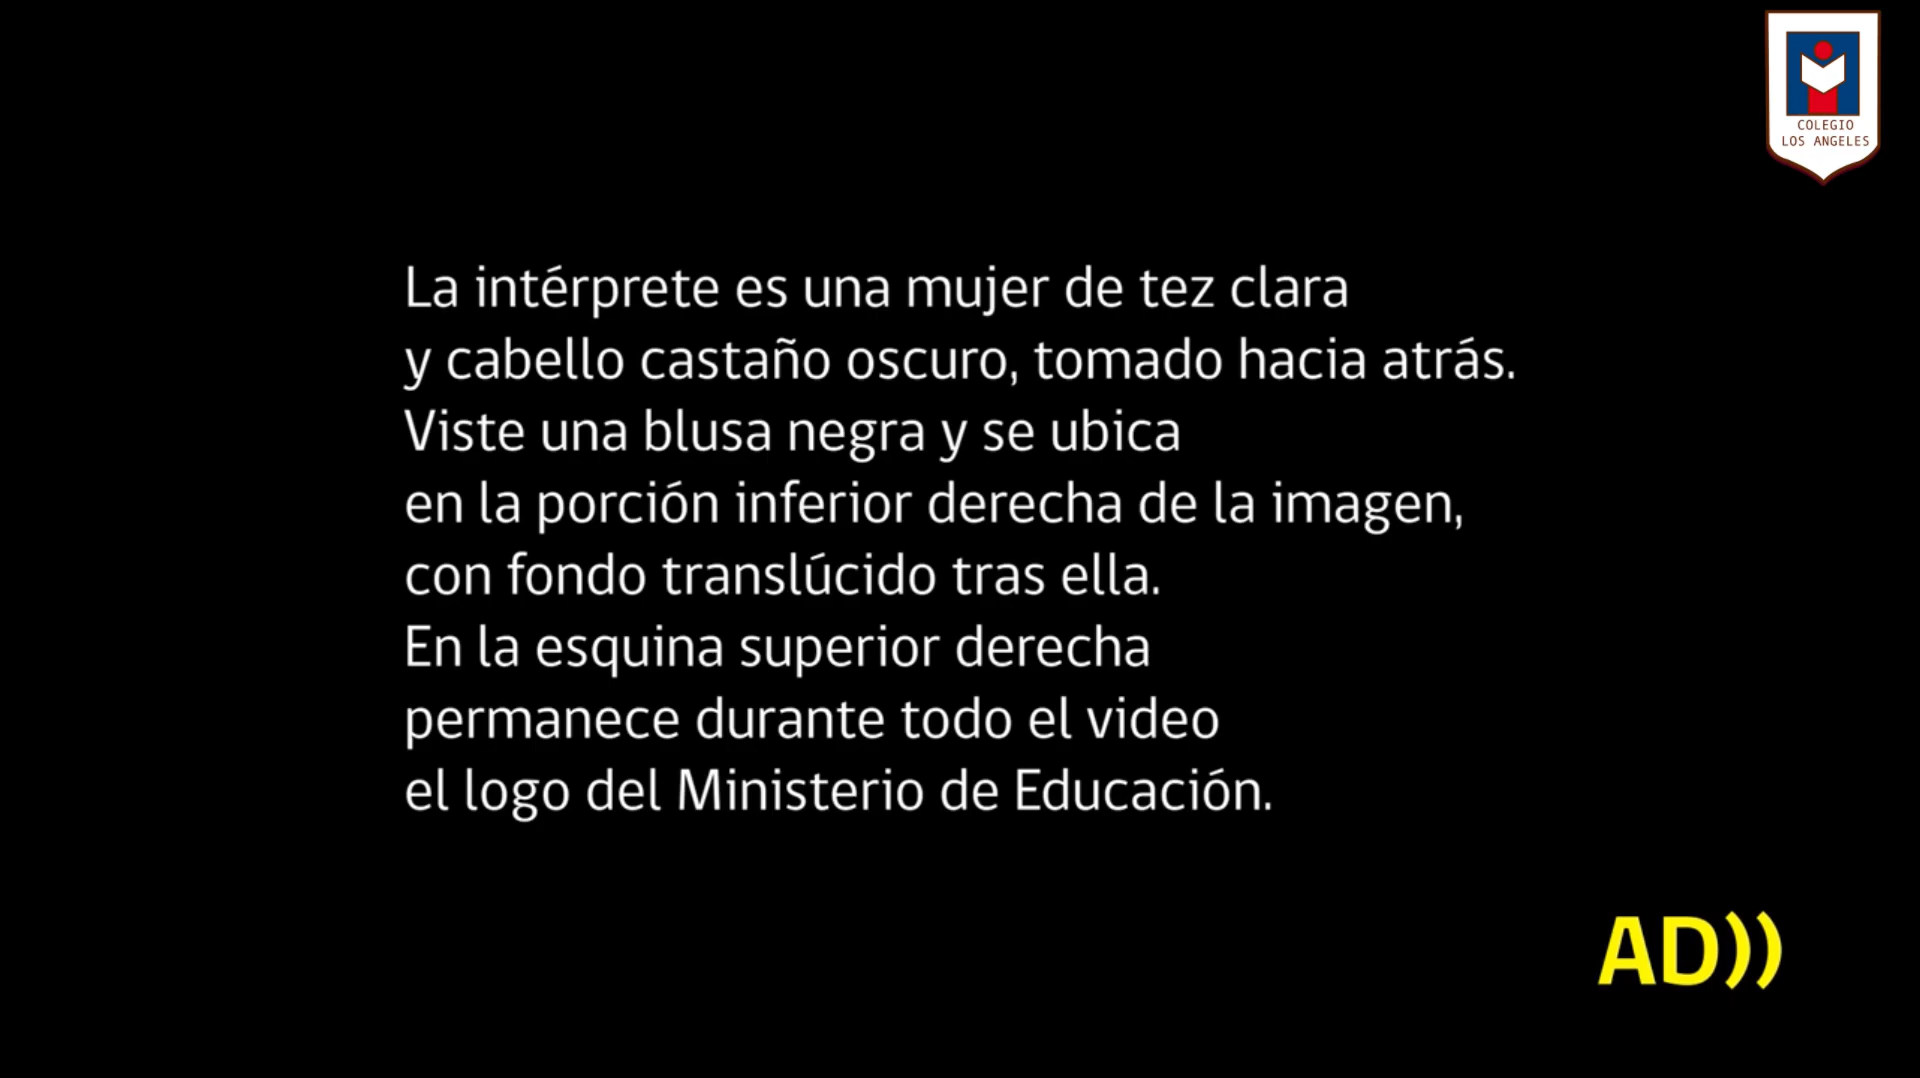 COLEGIO
LOS ANGELES
La intérprete es una mujer de tez clara
y cabello castaño oscuro, tomado hacia atrás.
Viste una blusa negra y se ubica
en la porción inferior derecha de la imagen,
con fondo translúcido tras ella.
En la esquina superior derecha
permanece durante todo el video
el logo del Ministerio de Educación.
AD))